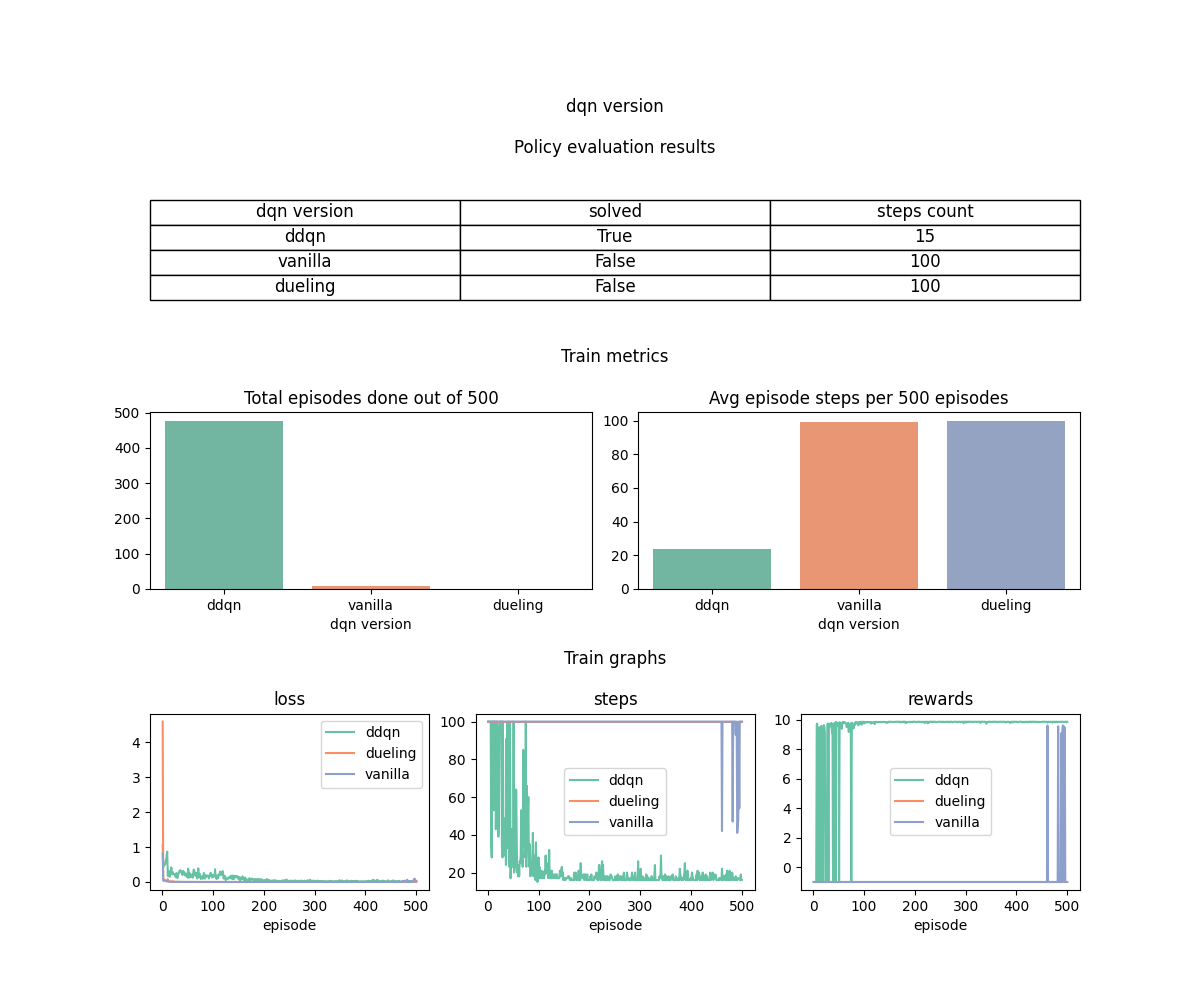 dqn version
Policy evaluation results
dqn version solved steps count
ddqn True 15
vanilla False 100
dueling False 100
Train metrics
Total episodes done out of 500
500
400
300
200
100
0
ddqn vanilla dueling
dqn version
Avg episode steps per 500 episodes
100
80
60
40
20
0
ddqn vanilla dueling
dqn version
Train graphs
loss
4
3
2
1
0
ddqn
dueling
vanilla
0 100 200 300 400 500
episode
steps
100
80
60
40
20
ddqn
dueling
vanilla
0 100 200 300 400 500
episode
rewards
10
8
6
4
2
0
ddqn
dueling
vanilla
0 100 200 300 400 500
episode